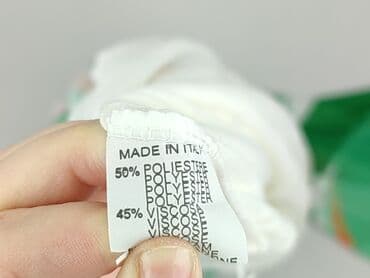 MADE IN ITALY
50% POLIESTERE
POLYESTER
POLYESTER
POLYESTER
45% VISCOSA
VISCOSE
VISCOSE